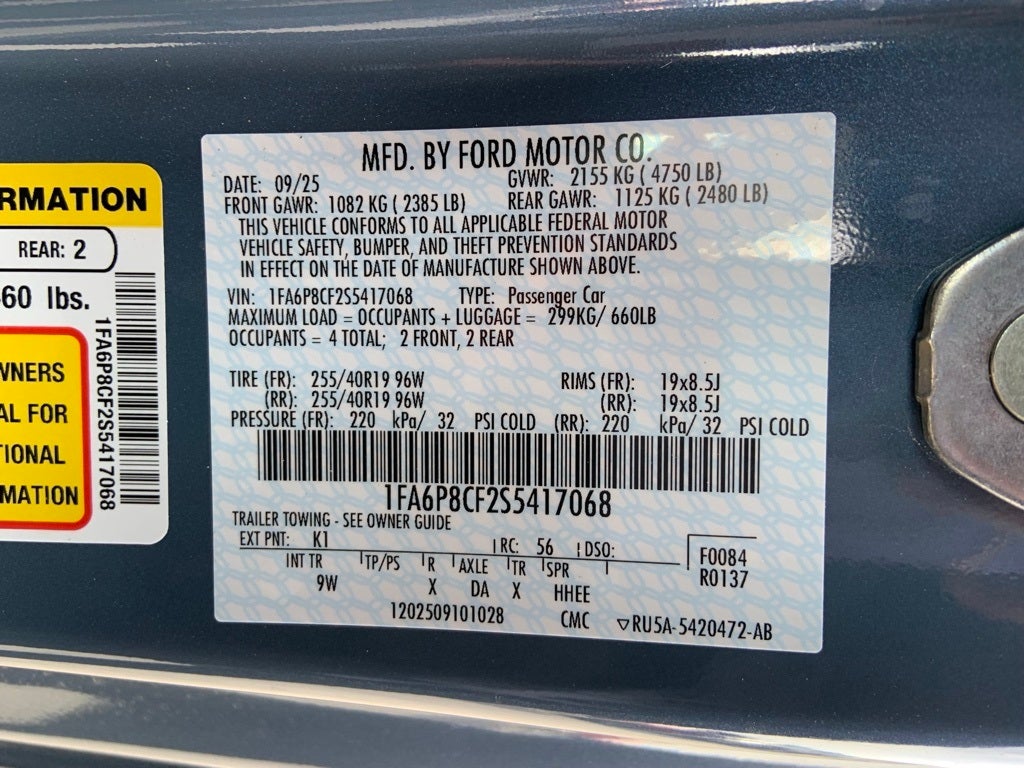 RMATION
REAR: 2
60 lbs.
WNERS
AL FOR
TIONAL
MATION
1FA6P8CF2S5417068
MFD. BY FORD MOTOR CO.
DATE: 09/25 GVWR: 2155 KG ( 4750 LB)
FRONT GAWR: 1082 KG ( 2385 LB) REAR GAWR: 1125 KG ( 2480 LB)
THIS VEHICLE CONFORMS TO ALL APPLICABLE FEDERAL MOTOR
VEHICLE SAFETY, BUMPER, AND THEFT PREVENTION STANDARDS
IN EFFECT ON THE DATE OF MANUFACTURE SHOWN ABOVE.
VIN: 1FA6P8CF2S5417068 TYPE: Passenger Car
MAXIMUM LOAD = OCCUPANTS + LUGGAGE = 299KG/ 660LB
OCCUPANTS = 4 TOTAL; 2 FRONT, 2 REAR
TIRE (FR): 255/40R19 96W RIMS (FR): 19x8.5J
(RR): 255/40R19 96W (RR): 19x8.5J
PRESSURE (FR): 220 kPa/ 32 PSI COLD (RR): 220 kPa/ 32 PSI COLD
1FA6P8CF2S5417068
TRAILER TOWING - SEE OWNER GUIDE
EXT PNT: K1 RC: 56 DSO: F0084
INT TR TP/PS R AXLE TR SPR R0137
9W X DA X HHEE
1202509101028 CMC ▽RU5A-5420472-AB